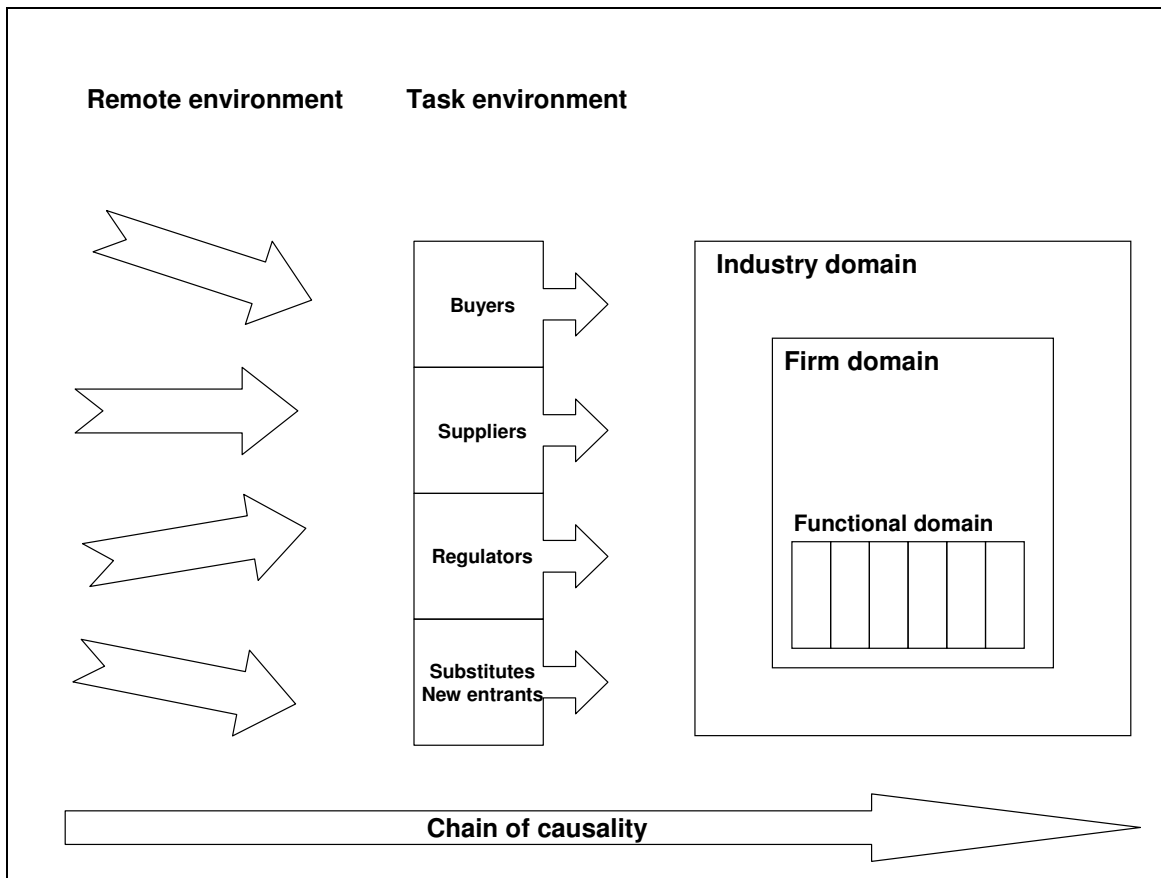 Remote environment
Task environment
Buyers
Suppliers
Regulators
Substitutes
New entrants
Industry domain
Firm domain
Functional domain
Chain of causality